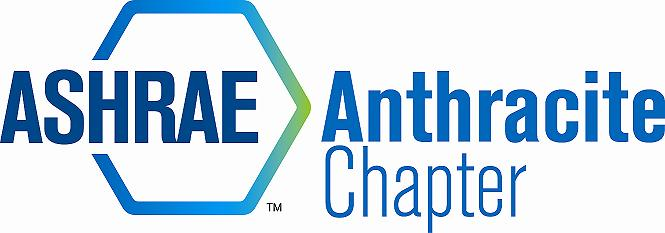 ASHRAE
™
Anthracite
Chapter